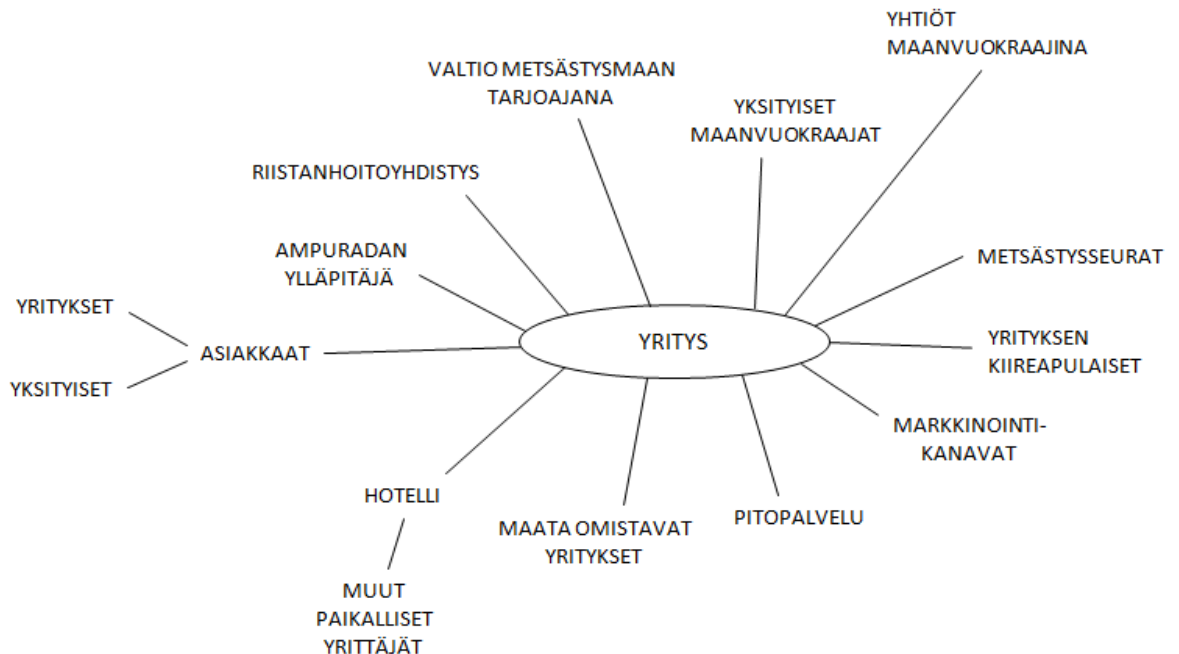 YHTIÖT
MAANVUOKRAAJINA
VALTIO METSÄSTYSMAAN
TARJOAJANA
YKSITYISET
MAANVUOKRAAJAT
RIISTANHOITOYHDISTYS
AMPURADAN
YLLÄPITÄJÄ
METSÄSTYSSEURAT
YRITYKSET
ASIAKKAAT
YKSITYISET
YRITYS
YRITYKSEN
KIIREAPULAISET
MARKKINOINTI-
KANAVAT
HOTELLI
MAATA OMISTAVAT
YRITYKSET
PITOPALVELU
MUUT
PAIKALLISET
YRITTÄJÄT